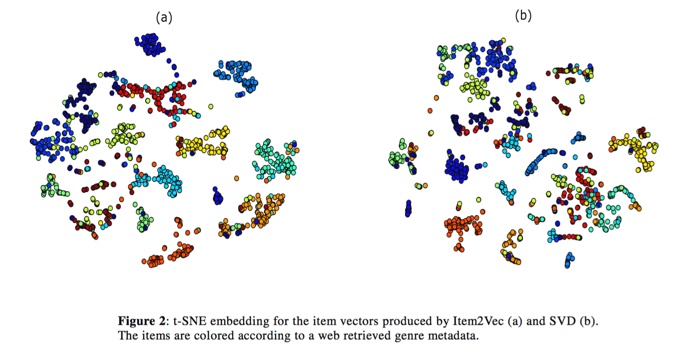 (a)
(b)
Figure 2: t-SNE embedding for the item vectors produced by Item2Vec (a) and SVD (b).
The items are colored according to a web retrieved genre metadata.